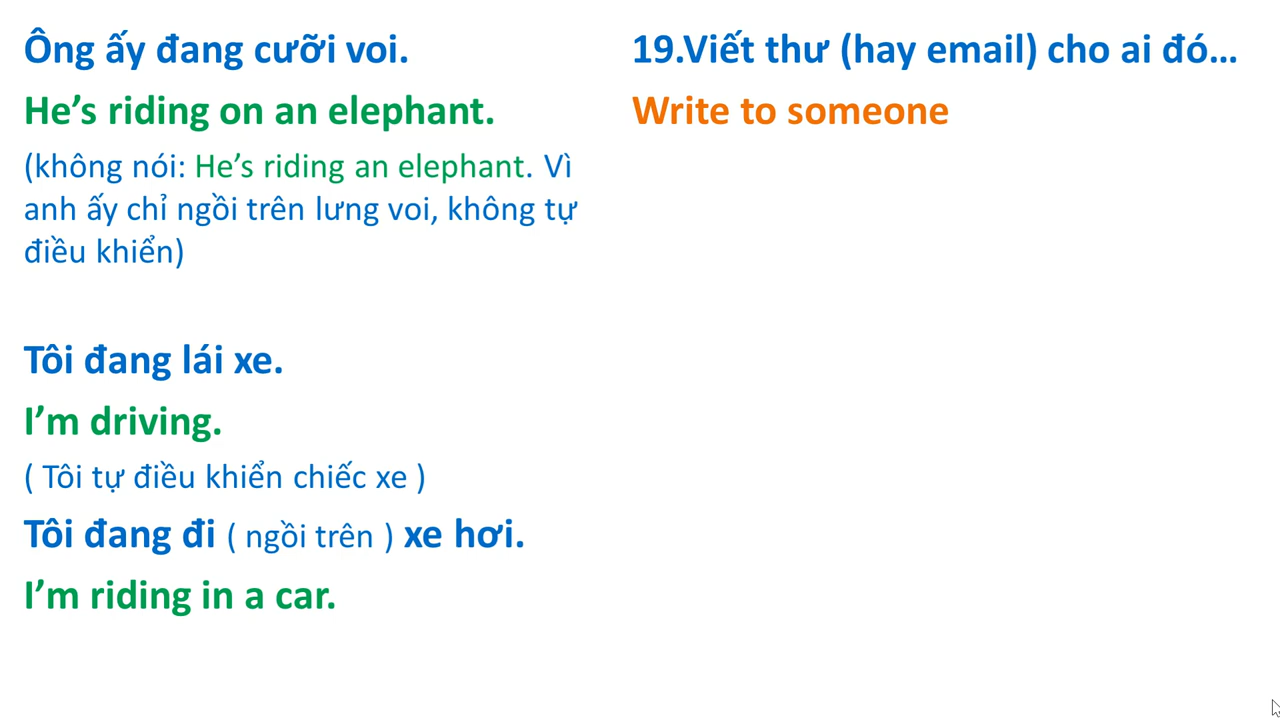 Ông ấy đang cưỡi voi.
He’s riding on an elephant.
(không nói: He’s riding an elephant. Vì
anh ấy chỉ ngồi trên lưng voi, không tự
điều khiển)
Tôi đang lái xe.
I’m driving.
( Tôi tự điều khiển chiếc xe )
Tôi đang đi ( ngồi trên ) xe hơi.
I’m riding in a car.
19.Viết thư (hay email) cho ai đó...
Write to someone